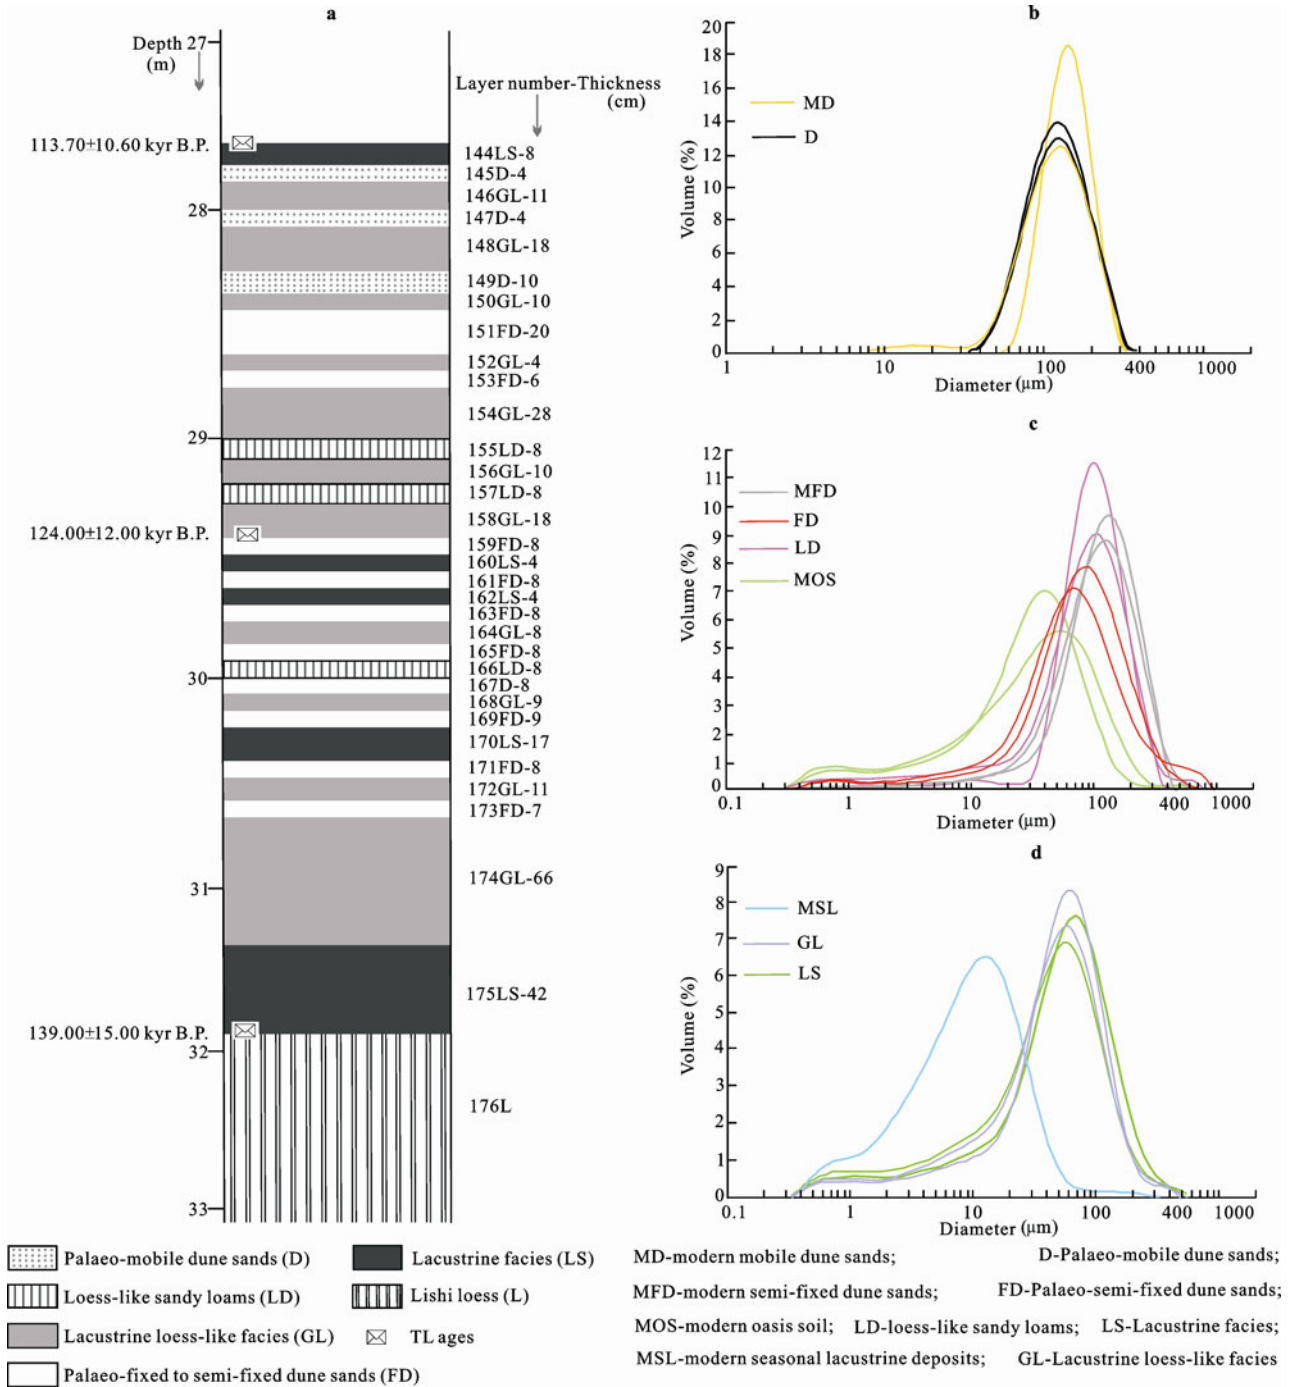 a
Depth 27
(m)
Layer number-Thickness
(cm)
113.70±10.60 kyr B.P.
144LS-8
145D-4
146GL-11
28
147D-4
148GL-18
149D-10
150GL-10
151FD-20
152GL-4
153FD-6
154GL-28
29
155LD-8
156GL-10
157LD-8
158GL-18
124.00±12.00 kyr B.P.
159FD-8
160LS-4
161FD-8
162LS-4
163FD-8
164GL-8
165FD-8
166LD-8
30
167D-8
168GL-9
169FD-9
170LS-17
171FD-8
172GL-11
173FD-7
174GL-66
31
175LS-42
139.00±15.00 kyr B.P.
32
176L
33
Palaeo-mobile dune sands (D)
Lacustrine facies (LS)
Loess-like sandy loams (LD)
Lishi loess (L)
Lacustrine loess-like facies (GL)
TL ages
Palaeo-fixed to semi-fixed dune sands (FD)
b
Volume (%)
20
18
16
14
12
10
8
6
4
2
0
MD
D
1 10 100 400 1000
Diameter (μm)
c
Volume (%)
12
11
10
9
8
7
6
5
4
3
2
1
0
MFD
FD
LD
MOS
0.1 1 10 100 400 1000
Diameter (μm)
d
Volume (%)
9
8
7
6
5
4
3
2
1
0
MSL
GL
LS
0.1 1 10 100 400 1000
Diameter (μm)
MD-modern mobile dune sands; D-Palaeo-mobile dune sands;
MFD-modern semi-fixed dune sands; FD-Palaeo-semi-fixed dune sands;
MOS-modern oasis soil; LD-loess-like sandy loams; LS-Lacustrine facies;
MSL-modern seasonal lacustrine deposits; GL-Lacustrine loess-like facies